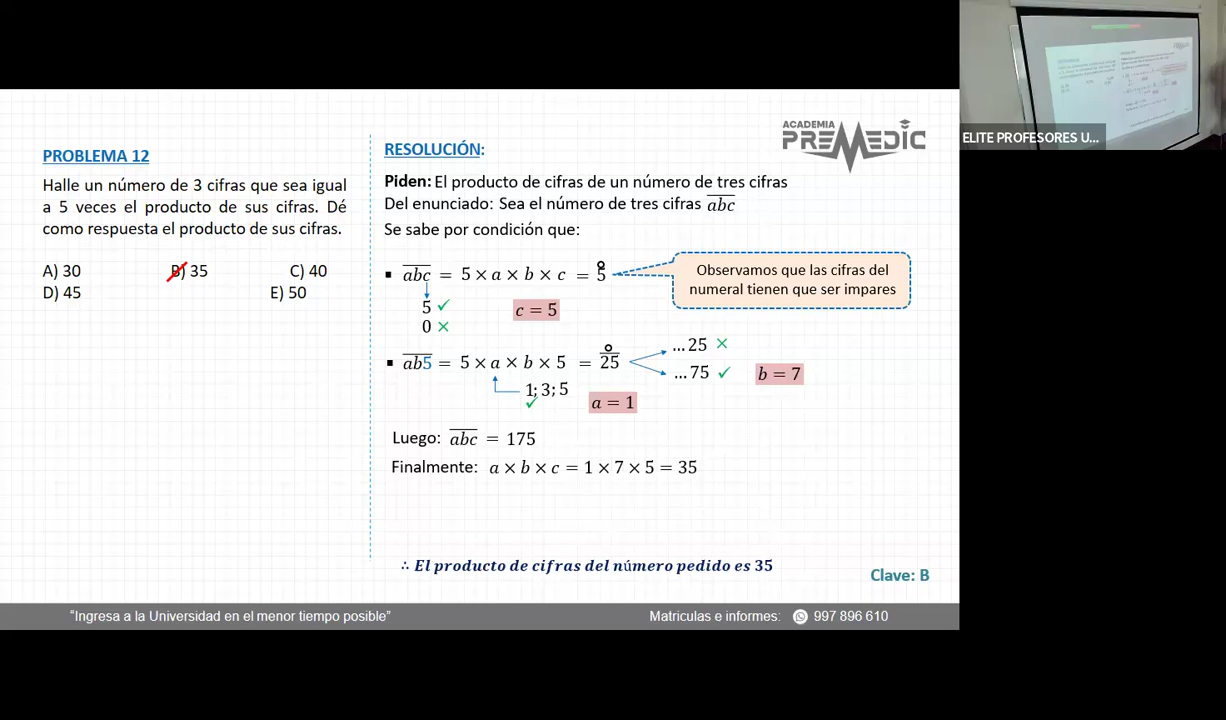 ACADEMIA
PREMEDIC
ELITE PROFESORES U...
PROBLEMA 12
Halle un número de 3 cifras que sea igual
a 5 veces el producto de sus cifras. Dé
como respuesta el producto de sus cifras.
A) 30 B) 35 C) 40
D) 45 E) 50
RESOLUCIÓN:
Piden: El producto de cifras de un número de tres cifras
Del enunciado: Sea el número de tres cifras a̅b̅c̅
Se sabe por condición que:
▪ a̅b̅c̅ = 5 × a × b × c = 5̊
Observamos que las cifras del
numeral tienen que ser impares
5 ✓
0 ×
c = 5
▪ a̅b̅5̅ = 5 × a × b × 5 = 2̅5̅̊
...25 ×
...75 ✓
b = 7
1; 3; 5
✓
a = 1
Luego: a̅b̅c̅ = 175
Finalmente: a × b × c = 1 × 7 × 5 = 35
∴ El producto de cifras del número pedido es 35
Clave: B
"Ingresa a la Universidad en el menor tiempo posible" Matriculas e informes: 997 896 610